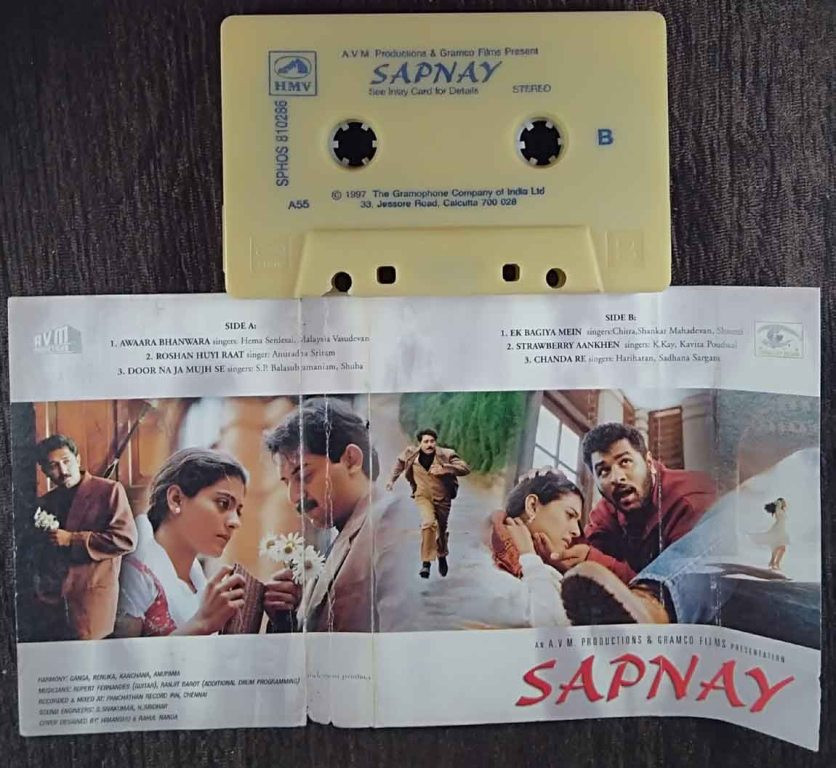 HMV
A.V.M. Productions & Gramco Films Present
SAPNAY
See Inlay Card for Details
STEREO
SPHOS 810286
B
A55
© 1997 The Gramophone Company of India Ltd
33, Jessore Road, Calcutta 700 028
A.V.M.
SIDE A:
1. AWAARA BHANWARA singers: Hema Serdesai, Malaysia Vasudevan
2. ROSHAN HUYI RAAT singer: Anuradha Sriram
3. DOOR NA JA MUJH SE singers: S.P. Balasubramaniam, Shuba
SIDE B:
1. EK BAGIYA MEIN singers:Chitra,Shankar Mahadevan,
2. STRAWBERRY AANKHEN singers: K.Kay, Kavita Poudwal
3. CHANDA RE singers: Hariharan, Sadhana Sargam
AN A.V.M. PRODUCTIONS & GRAMCO FILMS PRESENTATION
SAPNAY
HARMONY: GANGA, RENUKA, KANCHANA, ANUPAMA
MUSICIANS: RUPERT FERNANDES (GUITAR), RANJIT BAROT (ADDITIONAL DRUM PROGRAMMING)
RECORDED & MIXED AT: PANCHATHAN RECORD INN, CHENNAI
SOUND ENGINEERS: S.SIVAKUMAR, H.SRIDHAR
COVER DESIGNED BY: HIMANSHU & RAHUL NANDA